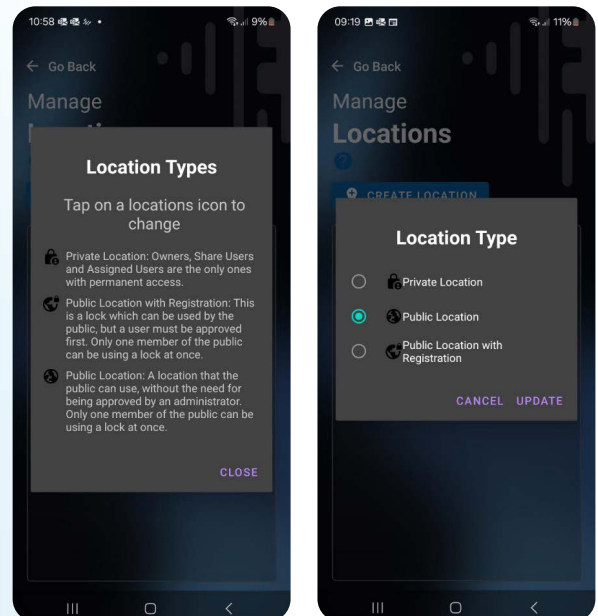 10:58
9%
Go Back
Manage
Location Types
Tap on a locations icon to
change
Private Location: Owners, Share Users
and Assigned Users are the only ones
with permanent access.
Public Location with Registration: This
is a lock which can be used by the
public, but a user must be approved
first. Only one member of the public
can be using a lock at once.
Public Location: A location that the
public can use, without the need for
being approved by an administrator.
Only one member of the public can be
using a lock at once.
CLOSE
09:19
11%
Go Back
Manage
Locations
CREATE LOCATION
Location Type
Private Location
Public Location
Public Location with
Registration
CANCEL UPDATE